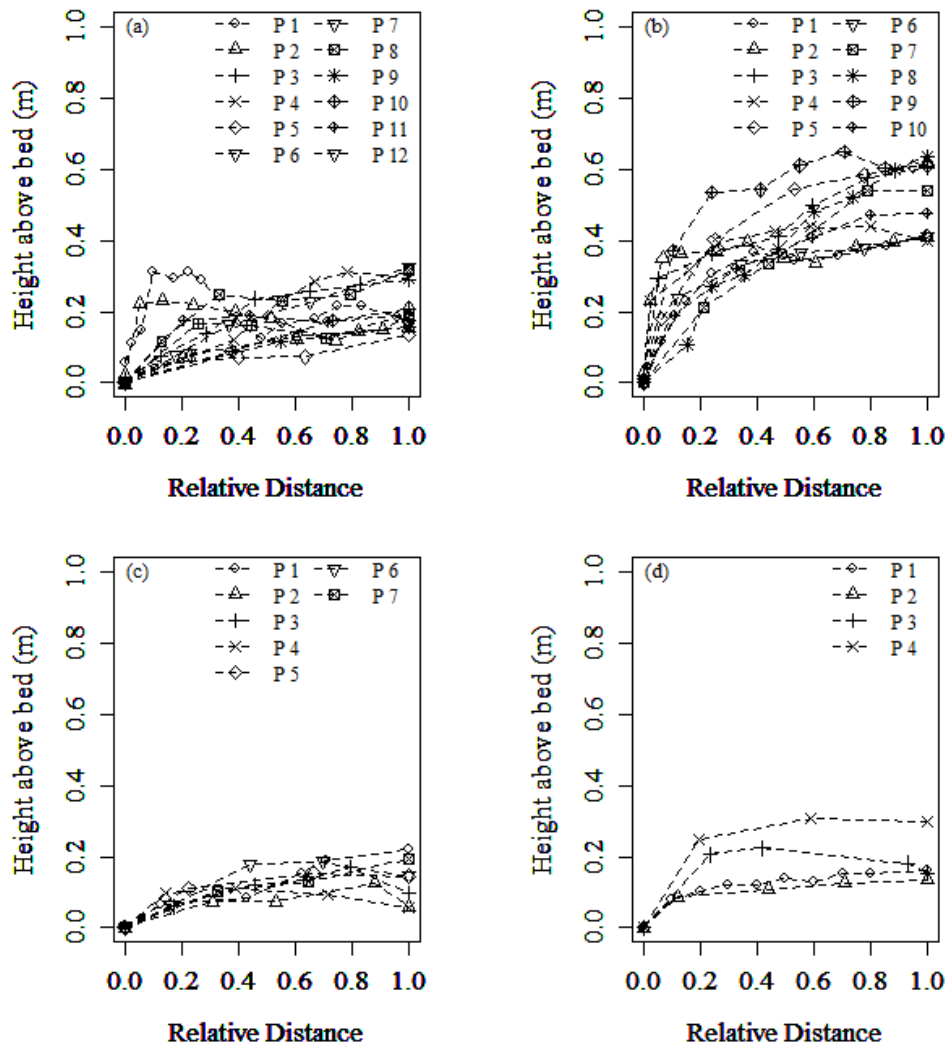 (a) P 1 P 7
P 2 P 8
P 3 P 9
P 4 P 10
P 5 P 11
P 6 P 12
Height above bed (m)
0.0 0.2 0.4 0.6 0.8 1.0
0.0 0.2 0.4 0.6 0.8 1.0
Relative Distance
(b) P 1 P 6
P 2 P 7
P 3 P 8
P 4 P 9
P 5 P 10
Height above bed (m)
0.0 0.2 0.4 0.6 0.8 1.0
0.0 0.2 0.4 0.6 0.8 1.0
Relative Distance
(c) P 1 P 6
P 2 P 7
P 3
P 4
P 5
Height above bed (m)
0.0 0.2 0.4 0.6 0.8 1.0
0.0 0.2 0.4 0.6 0.8 1.0
Relative Distance
(d) P 1
P 2
P 3
P 4
Height above bed (m)
0.0 0.2 0.4 0.6 0.8 1.0
0.0 0.2 0.4 0.6 0.8 1.0
Relative Distance